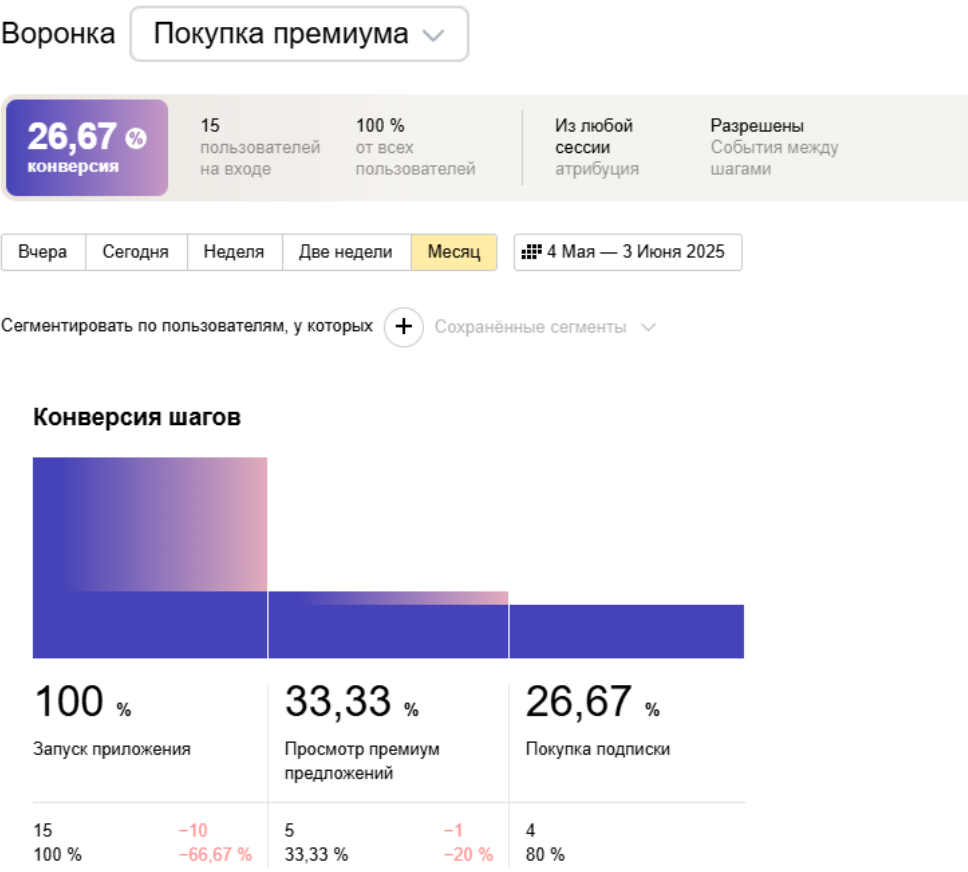 Воронка Покупка премиума
26,67 %
конверсия
15
пользователей
на входе
100 %
от всех
пользователей
Из любой
сессии
атрибуция
Разрешены
События между
шагами
Вчера Сегодня Неделя Две недели Месяц 4 Мая — 3 Июня 2025
Сегментировать по пользователям, у которых + Сохранённые сегменты
Конверсия шагов
100 %
Запуск приложения
33,33 %
Просмотр премиум
предложений
26,67 %
Покупка подписки
15 −10
100 % −66,67 %
5 −1
33,33 % −20 %
4
80 %